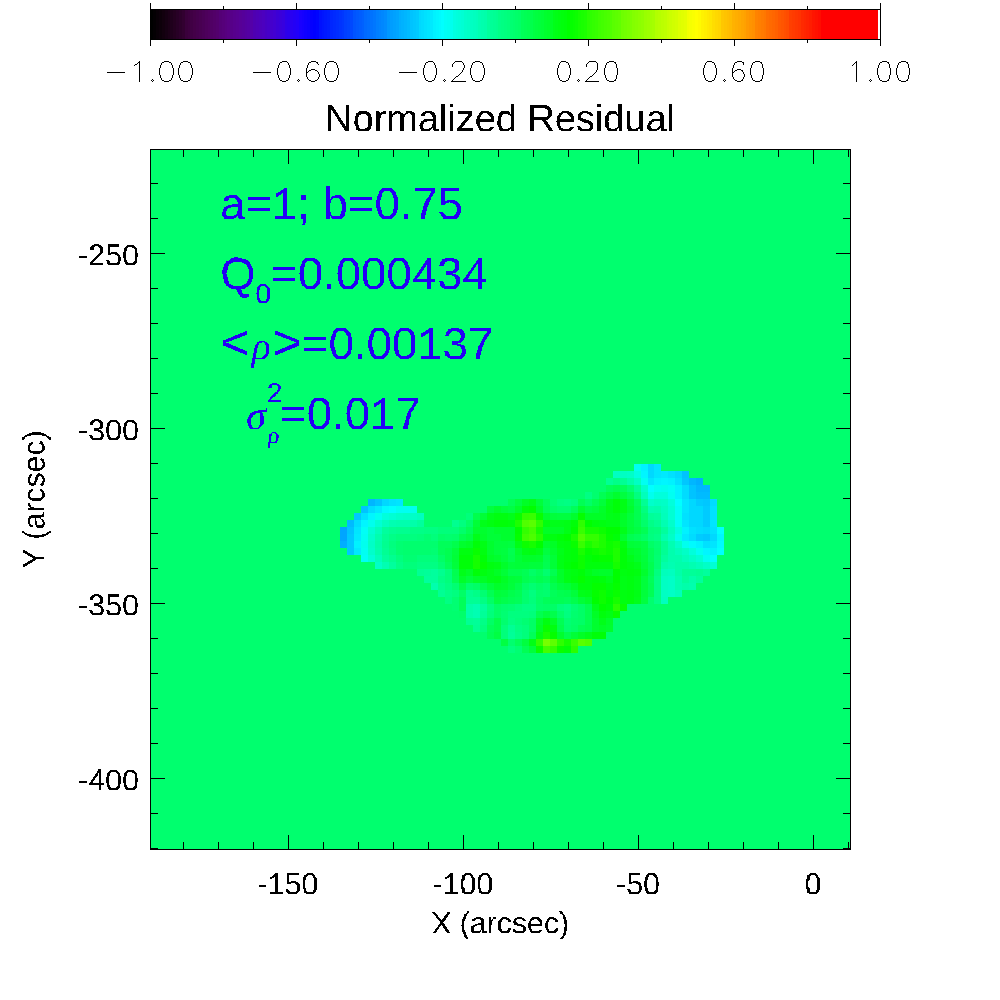 −1.00 −0.60 −0.20 0.20 0.60 1.00
Normalized Residual
a=1; b=0.75
Q₀=0.000434
<ρ>=0.00137
σ²ᵨ=0.017
-250
-300
-350
-400
Y (arcsec)
-150 -100 -50 0
X (arcsec)